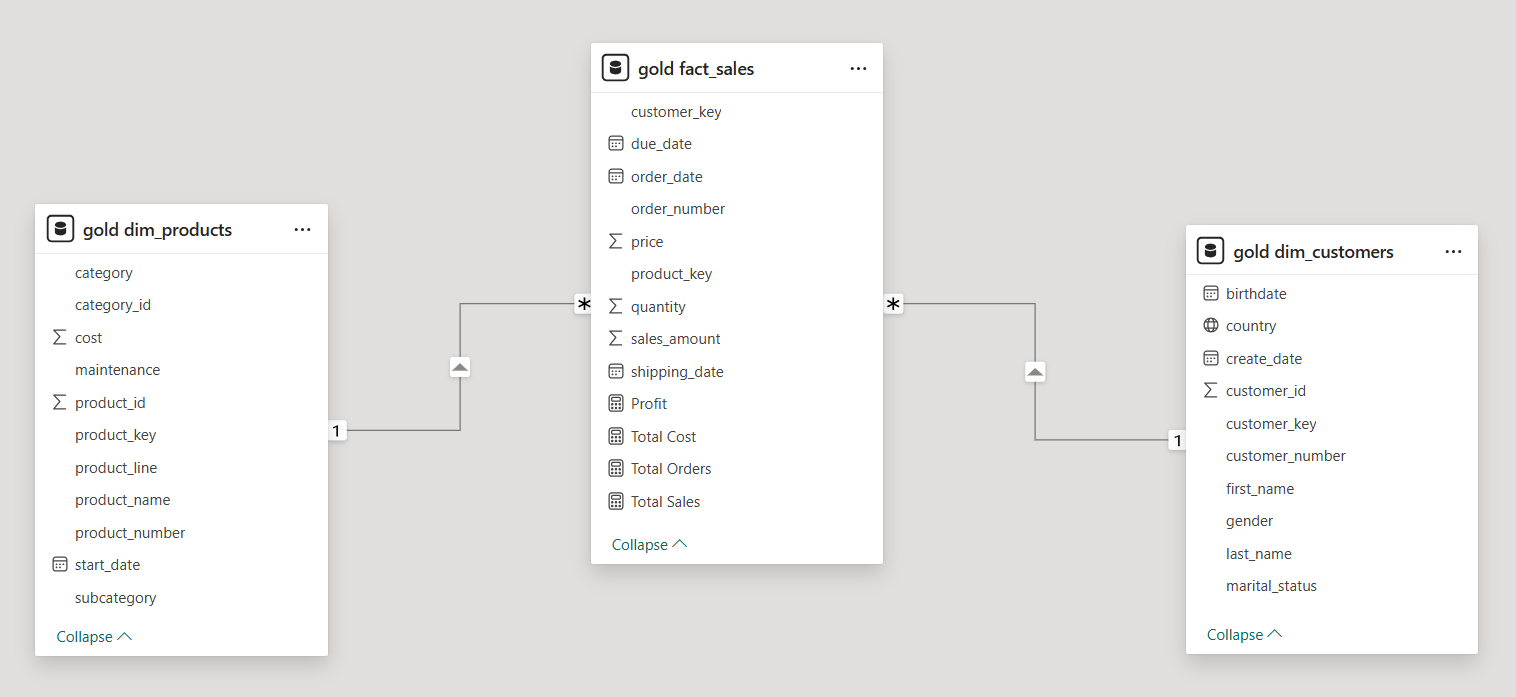 gold dim_products
category
category_id
cost
maintenance
product_id
product_key
product_line
product_name
product_number
start_date
subcategory
Collapse
1
*
gold fact_sales
customer_key
due_date
order_date
order_number
price
product_key
quantity
sales_amount
shipping_date
Profit
Total Cost
Total Orders
Total Sales
Collapse
*
1
gold dim_customers
birthdate
country
create_date
customer_id
customer_key
customer_number
first_name
gender
last_name
marital_status
Collapse